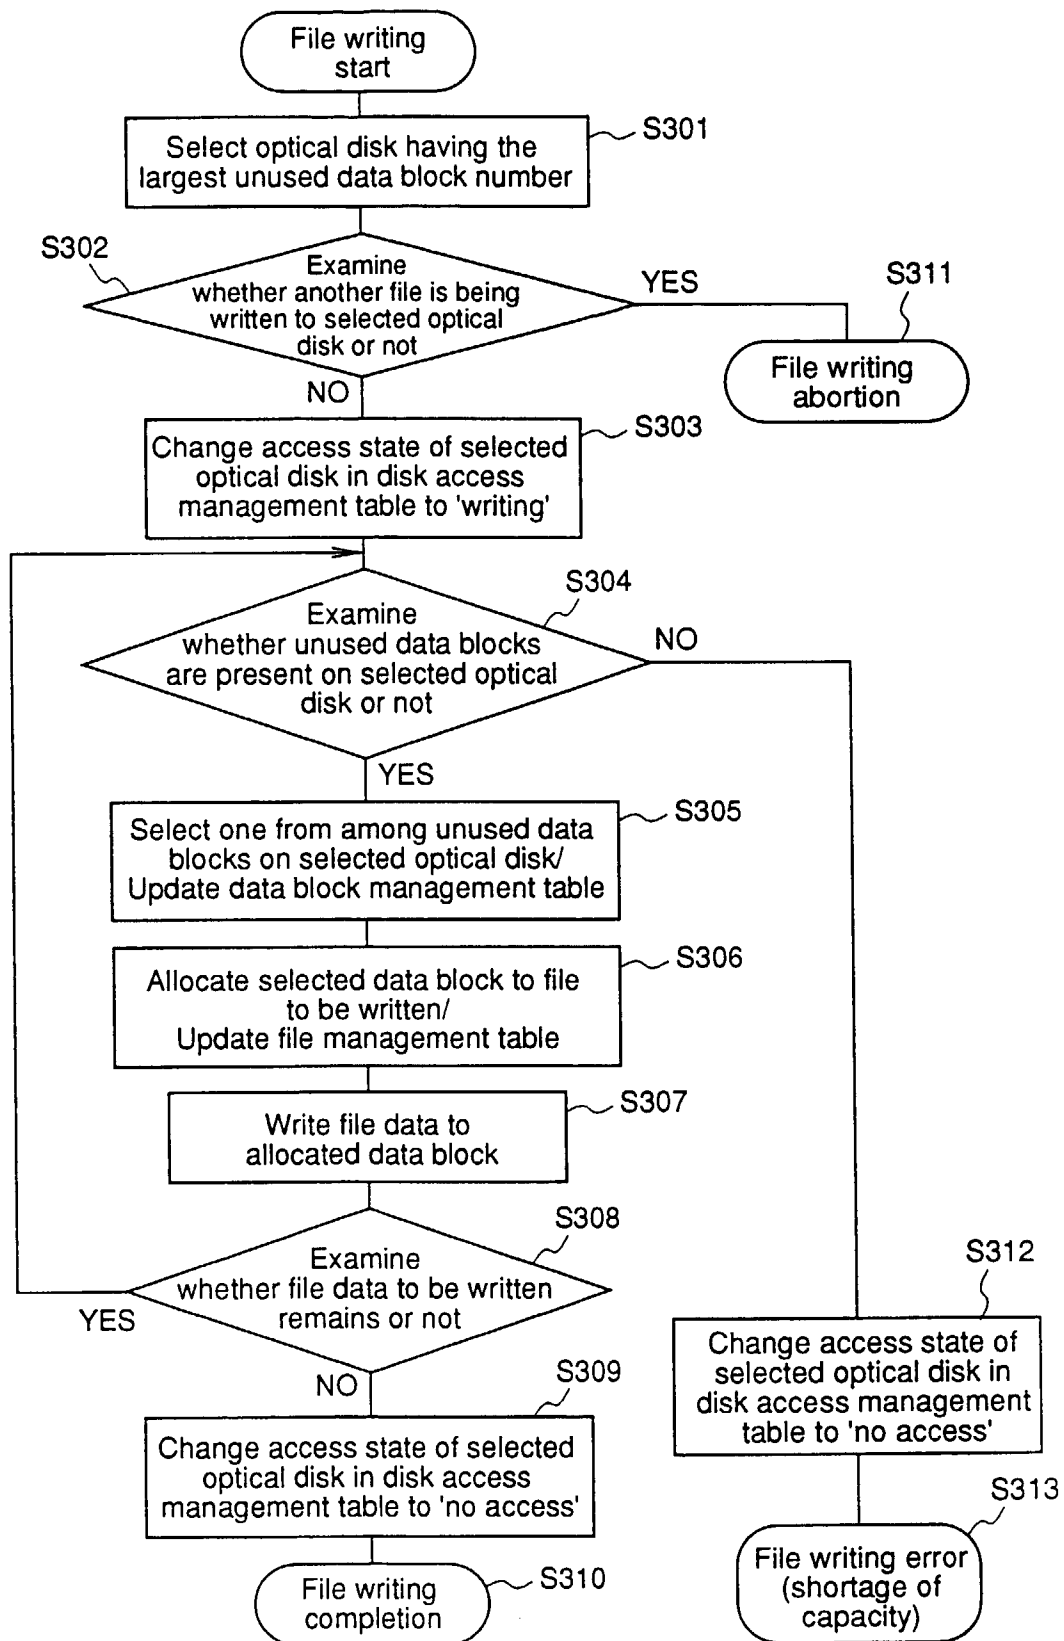 File writing
start
S301
Select optical disk having the
largest unused data block number
S302
Examine
whether another file is being
written to selected optical
disk or not
YES
S311
File writing
abortion
NO
S303
Change access state of selected
optical disk in disk access
management table to 'writing'
S304
Examine
whether unused data blocks
are present on selected optical
disk or not
NO
YES
S305
Select one from among unused data
blocks on selected optical disk/
Update data block management table
S306
Allocate selected data block to file
to be written/
Update file management table
S307
Write file data to
allocated data block
S308
Examine
whether file data to be written
remains or not
YES
NO
S312
Change access state of
selected optical disk in
disk access management
table to 'no access'
S309
Change access state of selected
optical disk in disk access
management table to 'no access'
S313
File writing error
(shortage of
capacity)
S310
File writing
completion